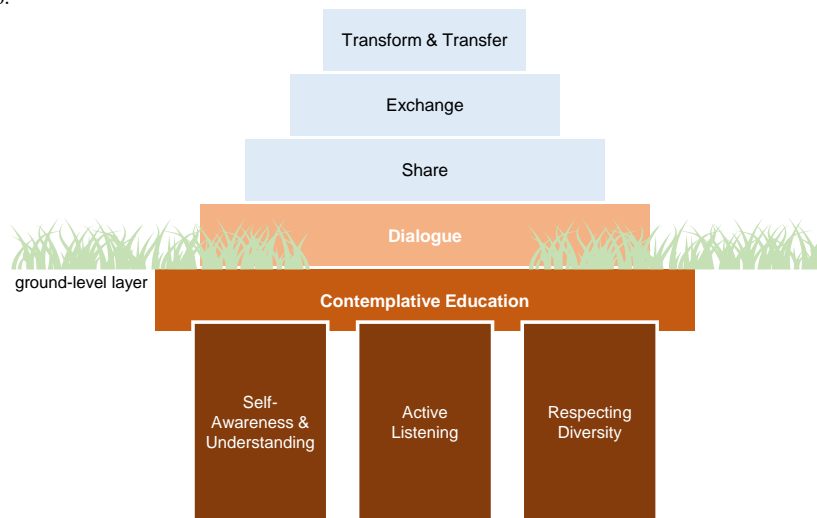 Transform & Transfer
Exchange
Share
Dialogue
ground-level layer
Contemplative Education
Self-
Awareness &
Understanding
Active
Listening
Respecting
Diversity